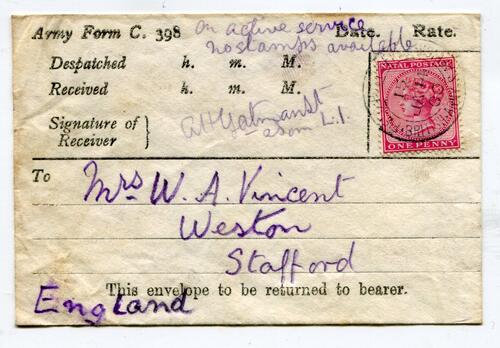 Army Form C. 398
on active service
no stamps available
Date. Rate.
Despatched h. m. M.
Received h. m. M.
Signature of
Receiver
L.I.
NATAL POSTAGE
ONE PENNY
To
Mrs W. A. Vincent
Weston
Stafford
England
This envelope to be returned to bearer.